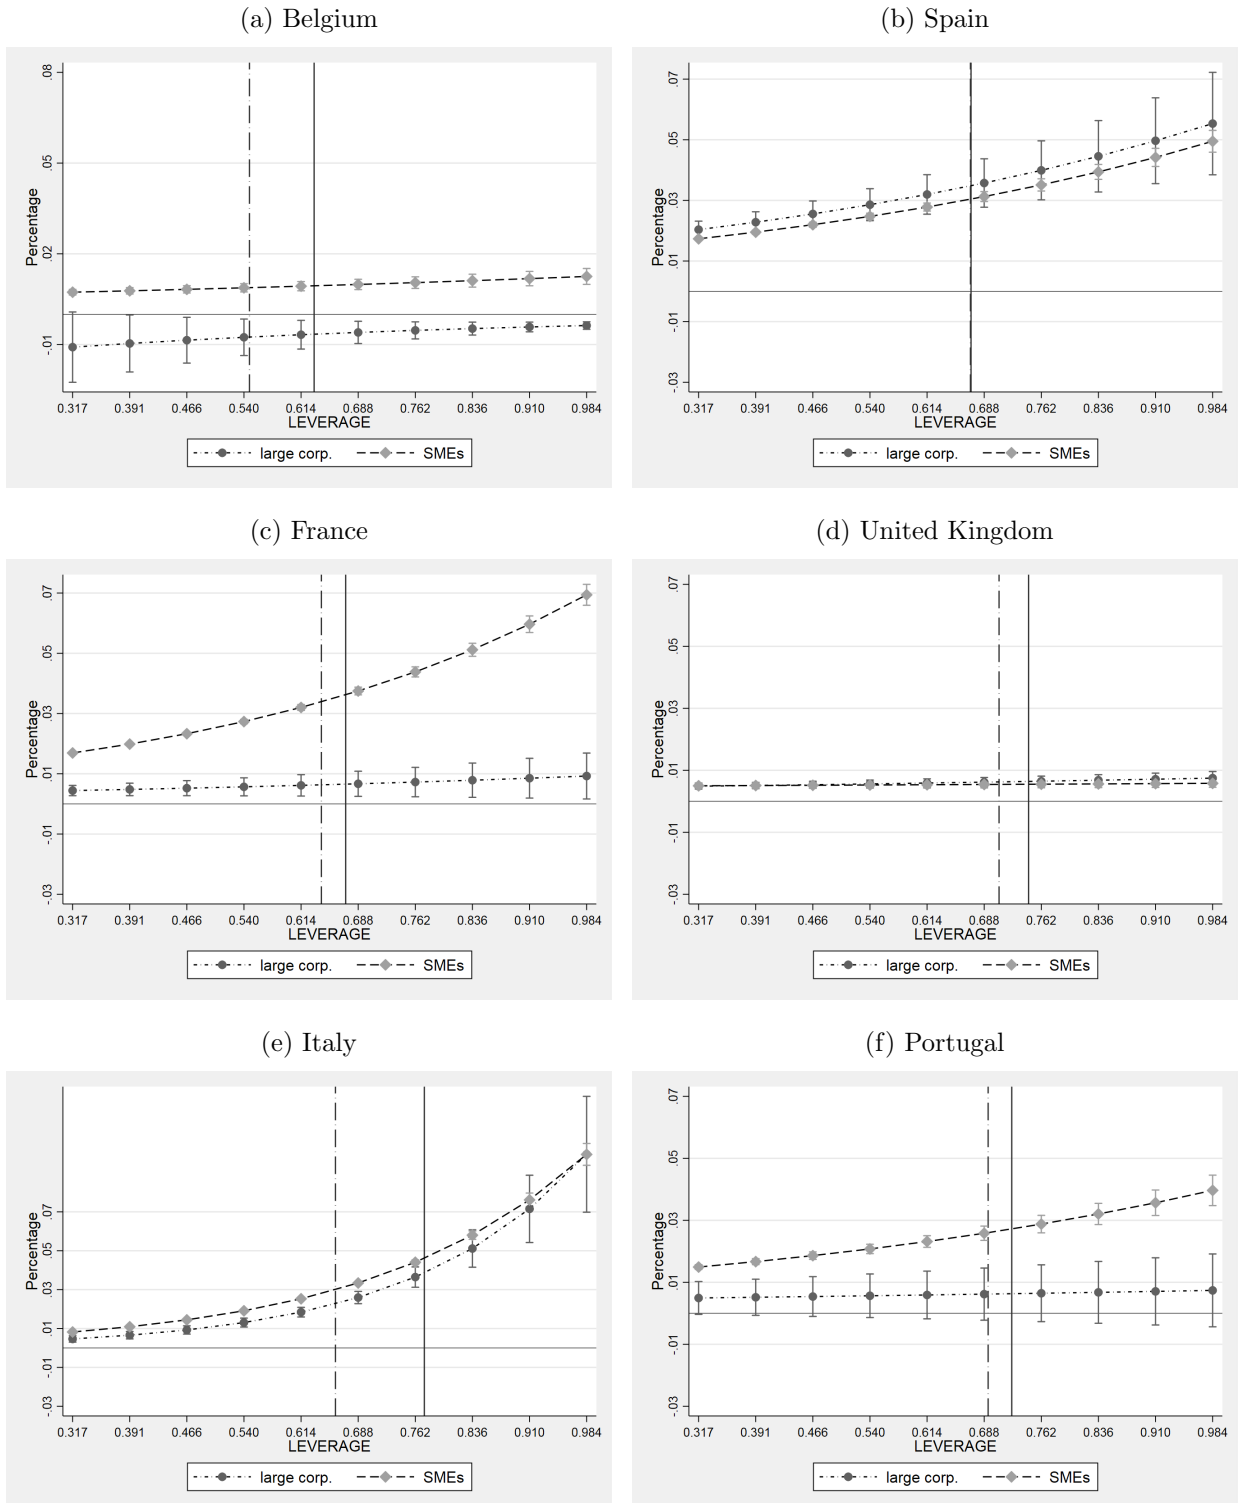 (a) Belgium
(b) Spain
Percentage
.08
.05
.02
-.01
0.317 0.391 0.466 0.540 0.614 0.688 0.762 0.836 0.910 0.984
LEVERAGE
large corp. SMEs
Percentage
.07
.05
.03
.01
-.01
-.03
0.317 0.391 0.466 0.540 0.614 0.688 0.762 0.836 0.910 0.984
LEVERAGE
large corp. SMEs
(c) France
(d) United Kingdom
Percentage
.07
.05
.03
.01
-.01
-.03
0.317 0.391 0.466 0.540 0.614 0.688 0.762 0.836 0.910 0.984
LEVERAGE
large corp. SMEs
Percentage
.07
.05
.03
.01
-.01
-.03
0.317 0.391 0.466 0.540 0.614 0.688 0.762 0.836 0.910 0.984
LEVERAGE
large corp. SMEs
(e) Italy
(f) Portugal
Percentage
.07
.05
.03
.01
-.01
-.03
0.317 0.391 0.466 0.540 0.614 0.688 0.762 0.836 0.910 0.984
LEVERAGE
large corp. SMEs
Percentage
.07
.05
.03
.01
-.01
-.03
0.317 0.391 0.466 0.540 0.614 0.688 0.762 0.836 0.910 0.984
LEVERAGE
large corp. SMEs